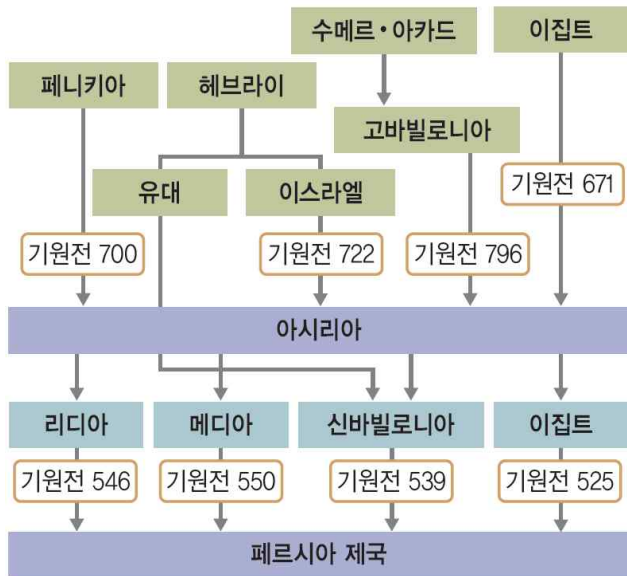 수메르·아카드
이집트
페니키아
헤브라이
고바빌로니아
유대
이스라엘
기원전 671
기원전 700
기원전 722
기원전 796
아시리아
리디아
메디아
신바빌로니아
이집트
기원전 546
기원전 550
기원전 539
기원전 525
페르시아 제국